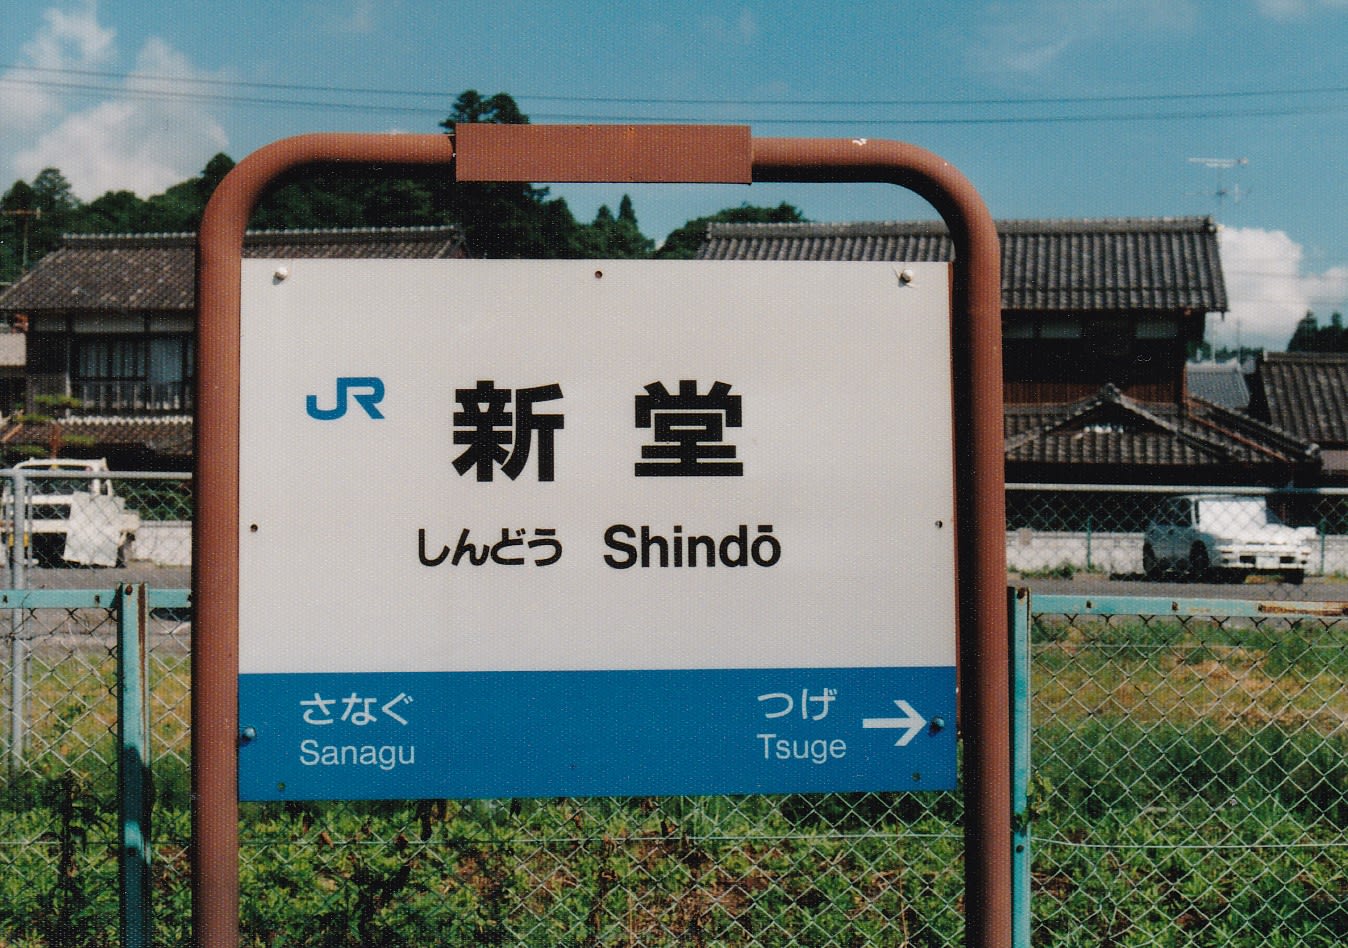 JR 新堂
しんどう Shindō
さなぐ つげ →
Sanagu Tsuge